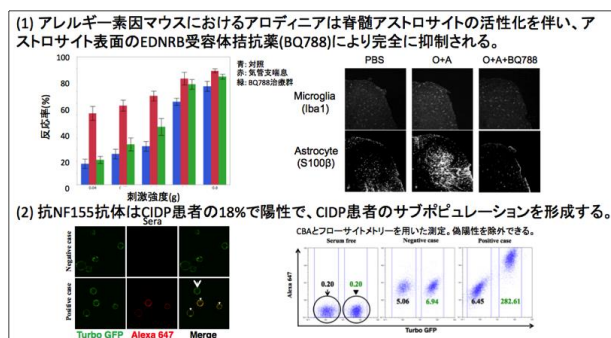 (1) アレルギー素因マウスにおけるアロディニアは脊髄アストロサイトの活性化を伴い、ア
ストロサイト表面のEDNRB受容体拮抗薬(BQ788)により完全に抑制される。
青: 対照
赤: 気管支喘息
緑: BQ788治療群
反応率(%)
100
80
60
40
20
0
刺激強度(g)
PBS
O+A
O+A+BQ788
Microglia
(Iba1)
Astrocyte
(S100β)
(2) 抗NF155抗体はCIDP患者の18%で陽性で、CIDP患者のサブポピュレーションを形成する。
Sera
Negative case
Positive case
Turbo GFP
Alexa 647
Merge
CBAとフローサイトメトリーを用いた測定。偽陽性を除外できる。
Serum free
Negative case
Positive case
Alexa 647
0.20
0.20
5.06
6.94
6.45
282.61
Turbo GFP